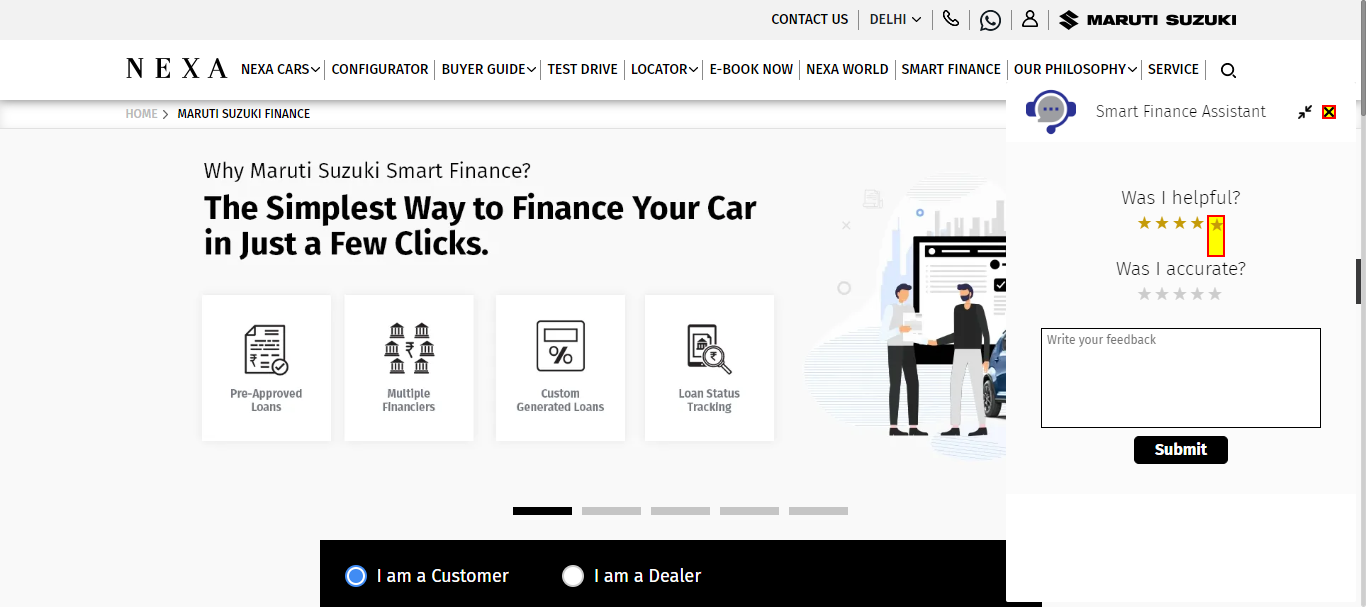 CONTACT US
DELHI
MARUTI SUZUKI
NEXA
NEXA CARS
CONFIGURATOR
BUYER GUIDE
TEST DRIVE
LOCATOR
E-BOOK NOW
NEXA WORLD
SMART FINANCE
OUR PHILOSOPHY
SERVICE
HOME
MARUTI SUZUKI FINANCE
Why Maruti Suzuki Smart Finance?
The Simplest Way to Finance Your Car
in Just a Few Clicks.
Pre-Approved
Loans
Multiple
Financiers
Custom
Generated Loans
Loan Status
Tracking
I am a Customer
I am a Dealer
Smart Finance Assistant
Was I helpful?
Was I accurate?
Write your feedback
Submit